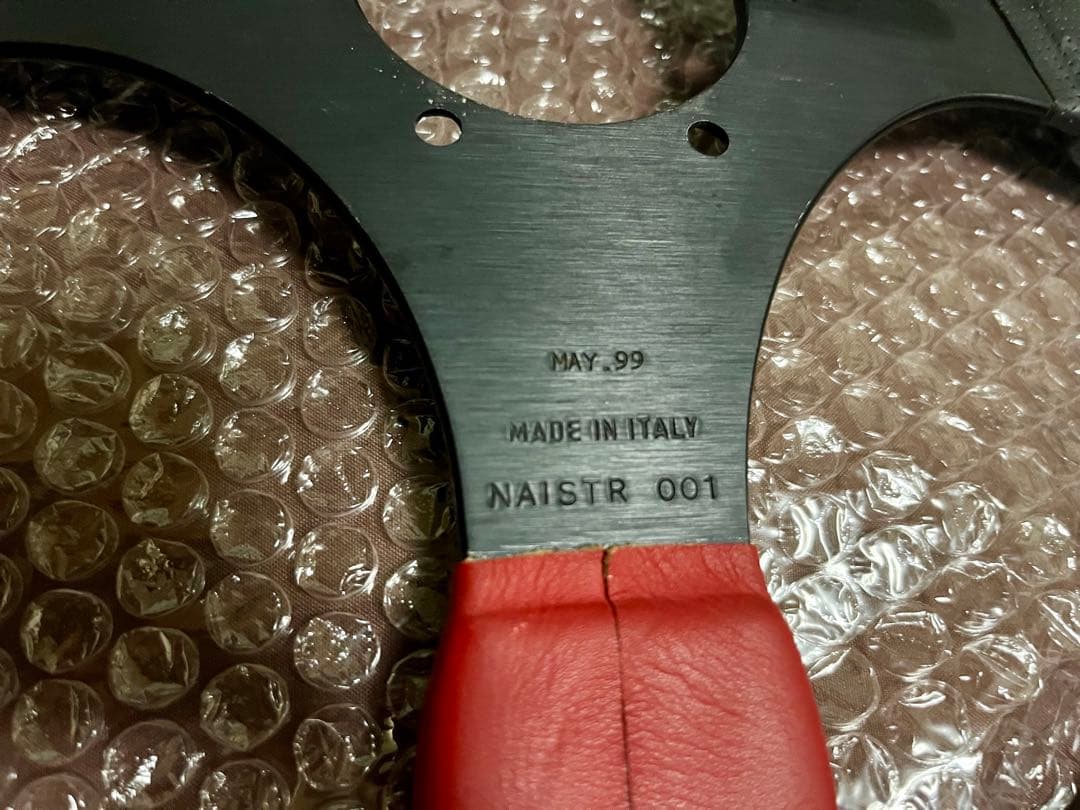 MAY.99
MADE IN ITALY
NAISTR 001